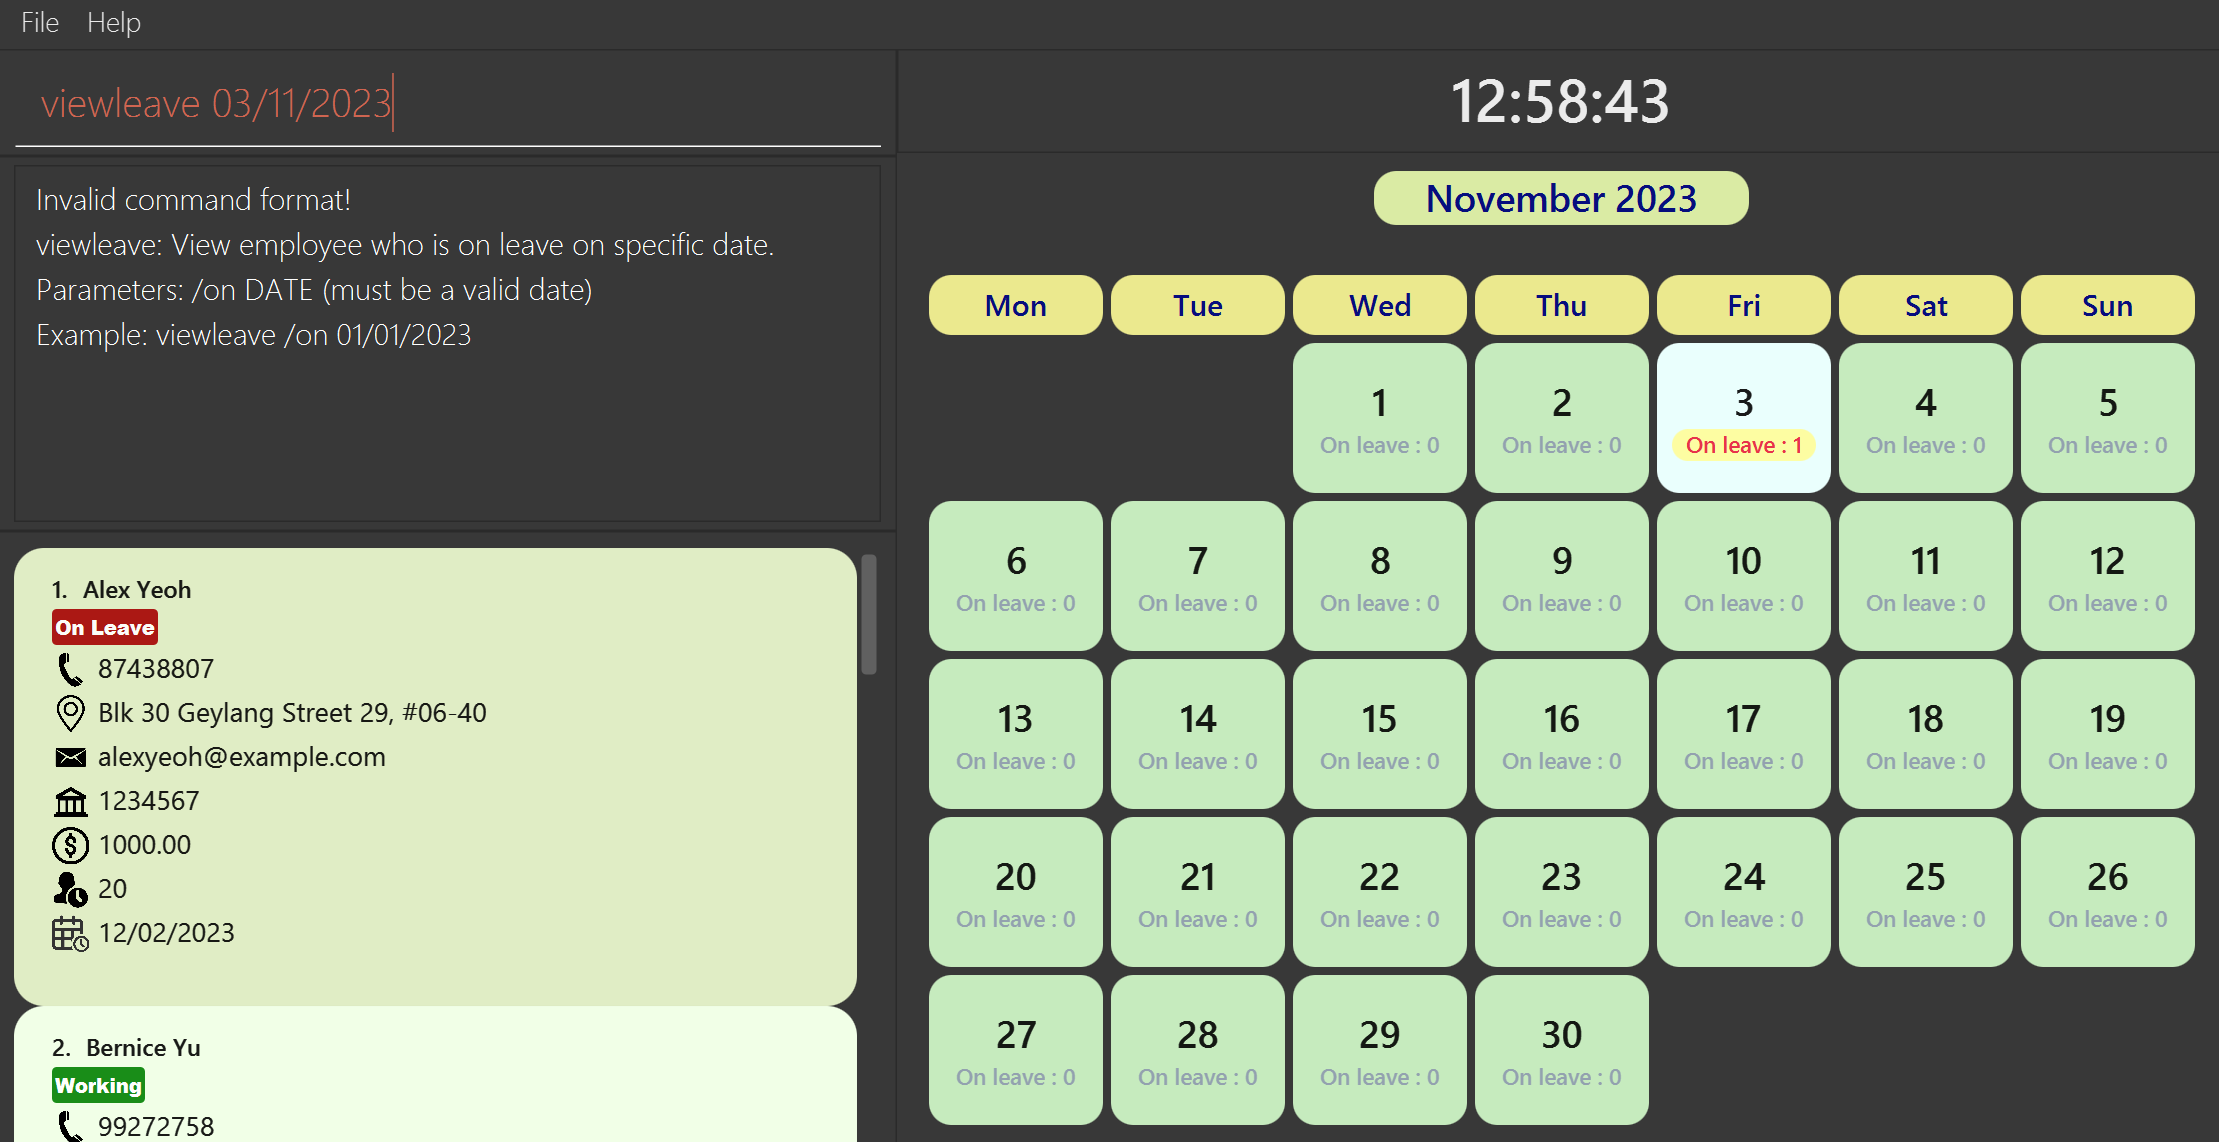 File Help
viewleave 03/11/2023
Invalid command format!
viewleave: View employee who is on leave on specific date.
Parameters: /on DATE (must be a valid date)
Example: viewleave /on 01/01/2023
1. Alex Yeoh
On Leave
87438807
Blk 30 Geylang Street 29, #06-40
alexyeoh@example.com
1234567
1000.00
20
12/02/2023
2. Bernice Yu
Working
99272758
12:58:43
November 2023
Mon Tue Wed Thu Fri Sat Sun
1 2 3 4 5
On leave : 0 On leave : 0 On leave : 1 On leave : 0 On leave : 0
6 7 8 9 10 11 12
On leave : 0 On leave : 0 On leave : 0 On leave : 0 On leave : 0 On leave : 0 On leave : 0
13 14 15 16 17 18 19
On leave : 0 On leave : 0 On leave : 0 On leave : 0 On leave : 0 On leave : 0 On leave : 0
20 21 22 23 24 25 26
On leave : 0 On leave : 0 On leave : 0 On leave : 0 On leave : 0 On leave : 0 On leave : 0
27 28 29 30
On leave : 0 On leave : 0 On leave : 0 On leave : 0